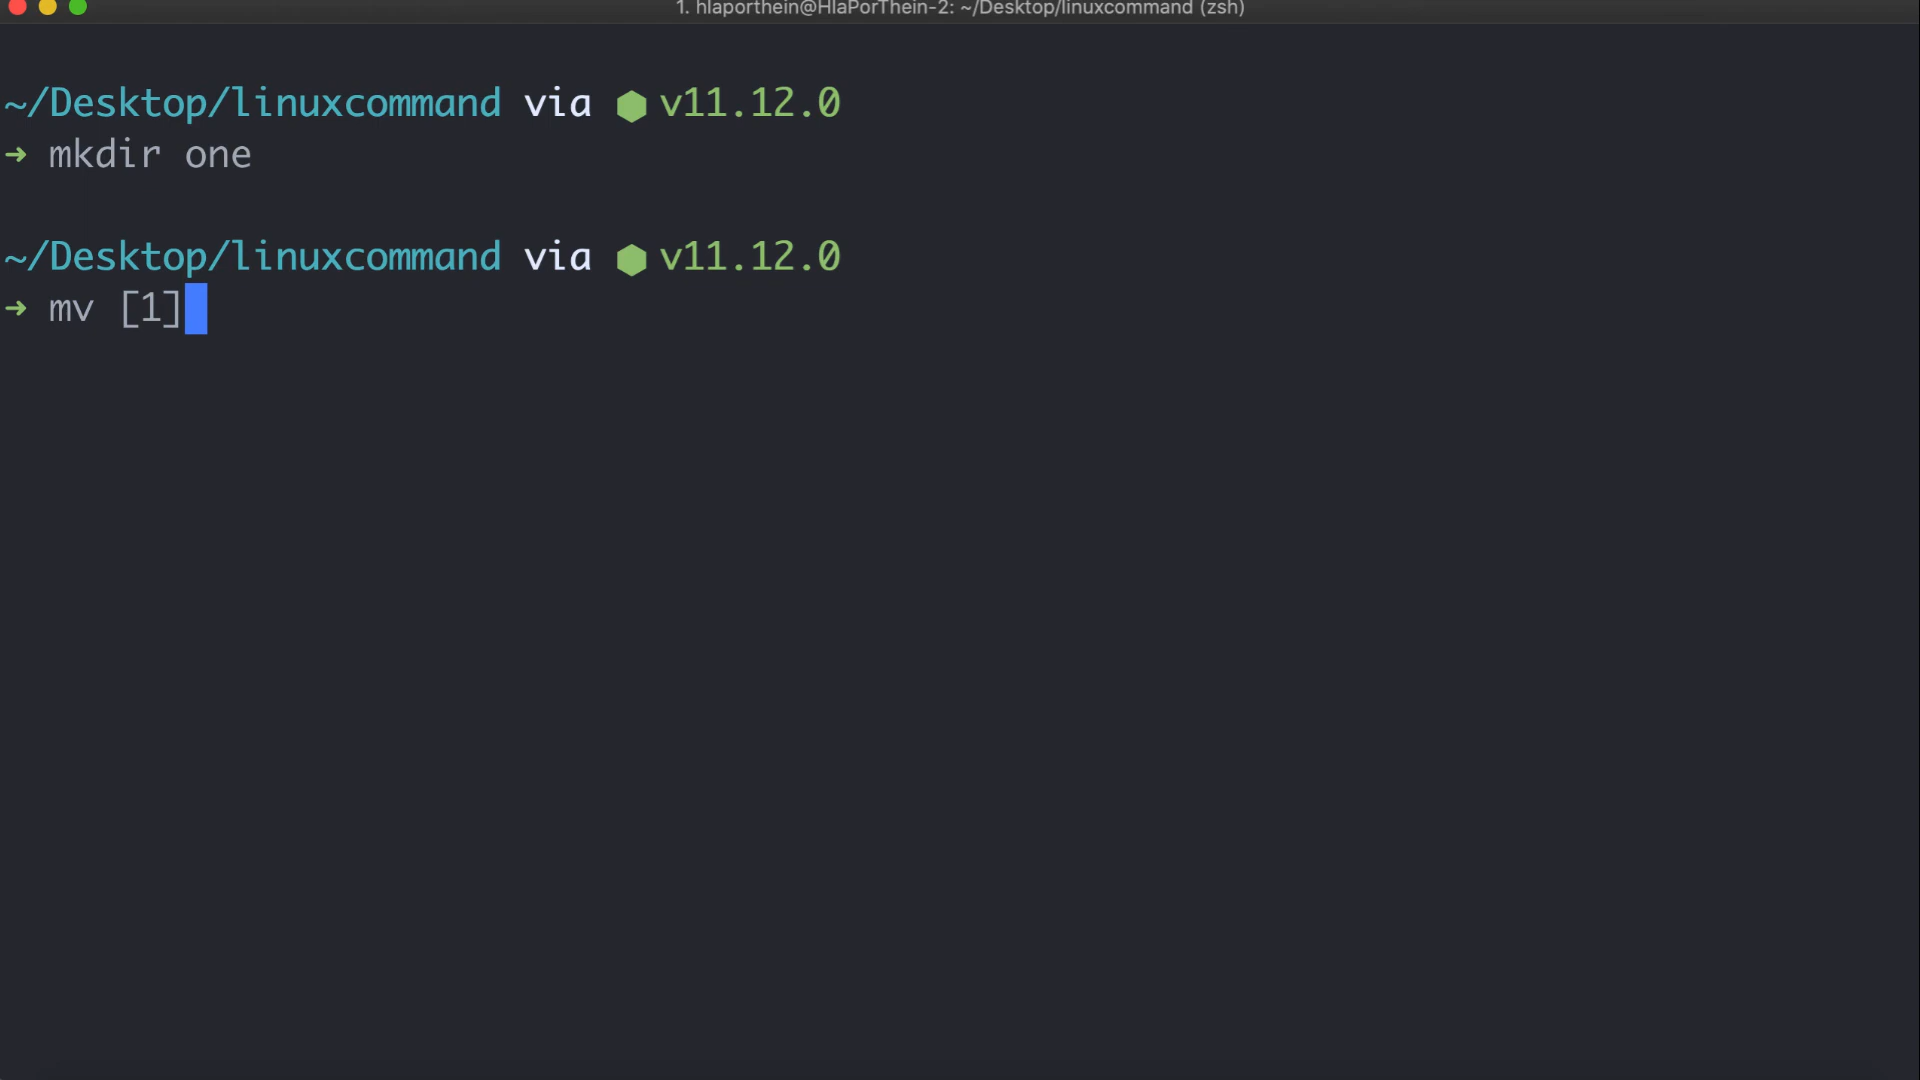 1. hlaporthein@HlaPorThein-2: ~/Desktop/linuxcommand (zsh)
~/Desktop/linuxcommand via ⬢ v11.12.0
➜ mkdir one
~/Desktop/linuxcommand via ⬢ v11.12.0
➜ mv [1]